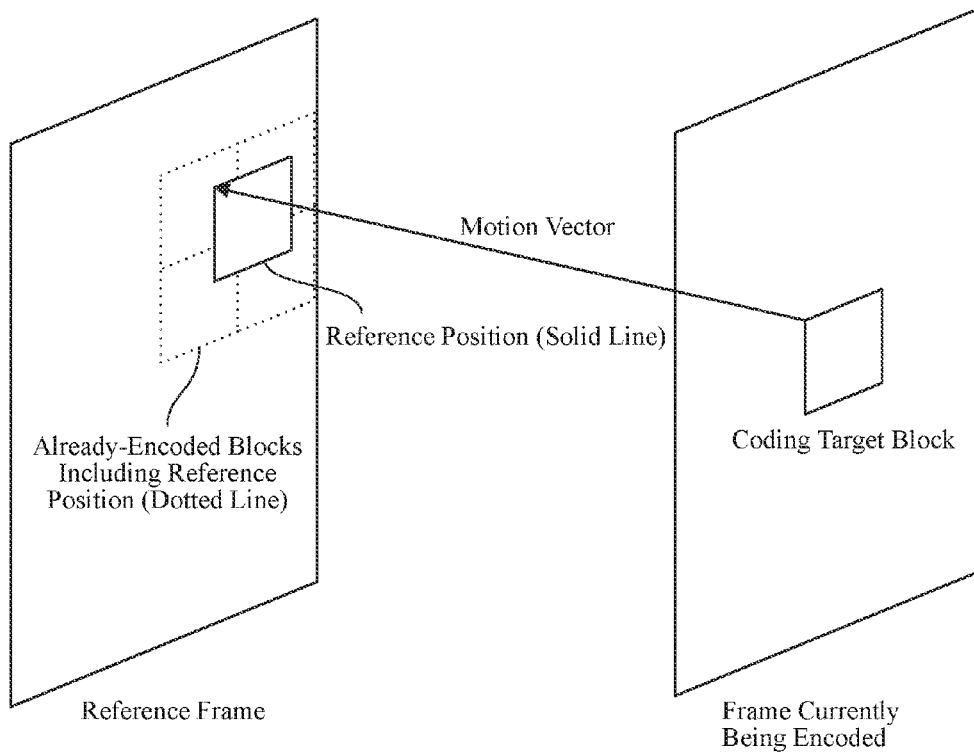 Motion Vector
Reference Position (Solid Line)
Already-Encoded Blocks
Including Reference
Position (Dotted Line)
Coding Target Block
Reference Frame
Frame Currently
Being Encoded